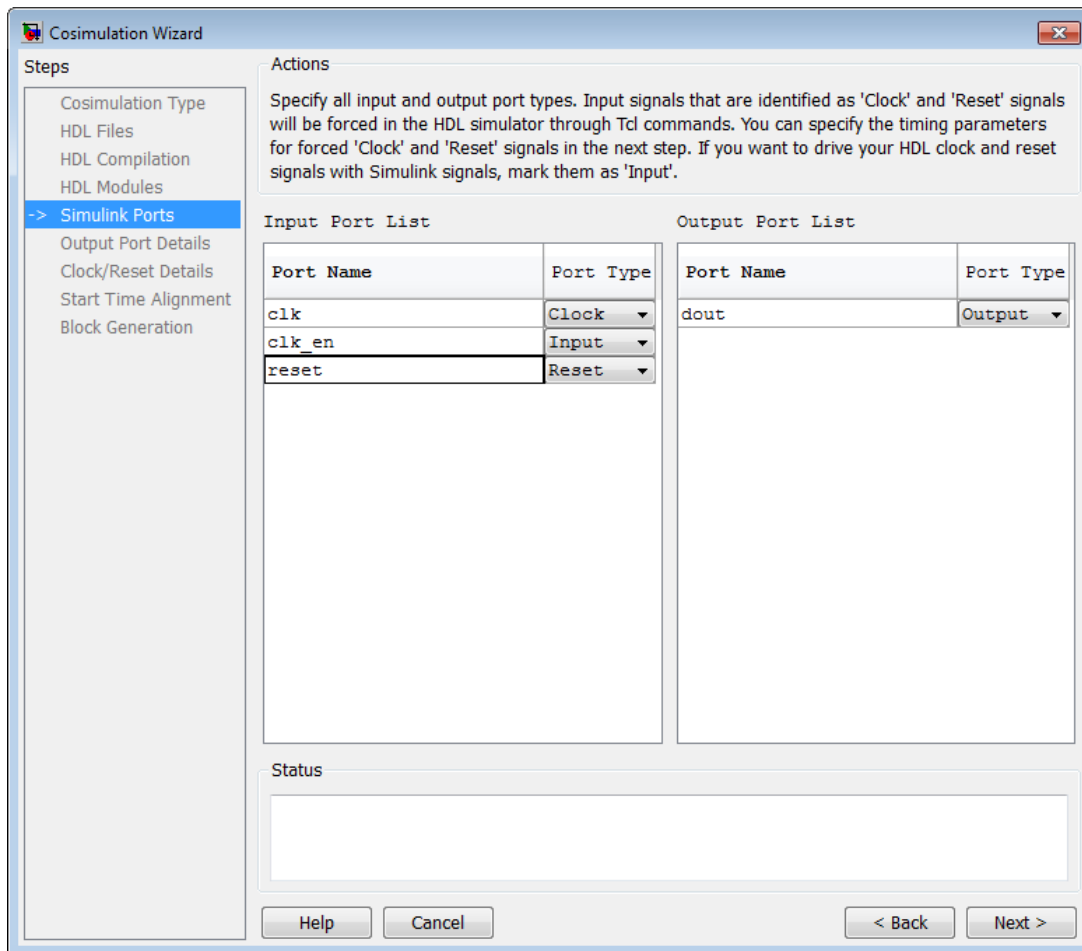 Cosimulation Wizard
Steps
Cosimulation Type
HDL Files
HDL Compilation
HDL Modules
-> Simulink Ports
Output Port Details
Clock/Reset Details
Start Time Alignment
Block Generation
Actions
Specify all input and output port types. Input signals that are identified as 'Clock' and 'Reset' signals
will be forced in the HDL simulator through Tcl commands. You can specify the timing parameters
for forced 'Clock' and 'Reset' signals in the next step. If you want to drive your HDL clock and reset
signals with Simulink signals, mark them as 'Input'.
Input Port List
Port Name Port Type
clk Clock
clk_en Input
reset Reset
Output Port List
Port Name Port Type
dout Output
Status
Help Cancel < Back Next >